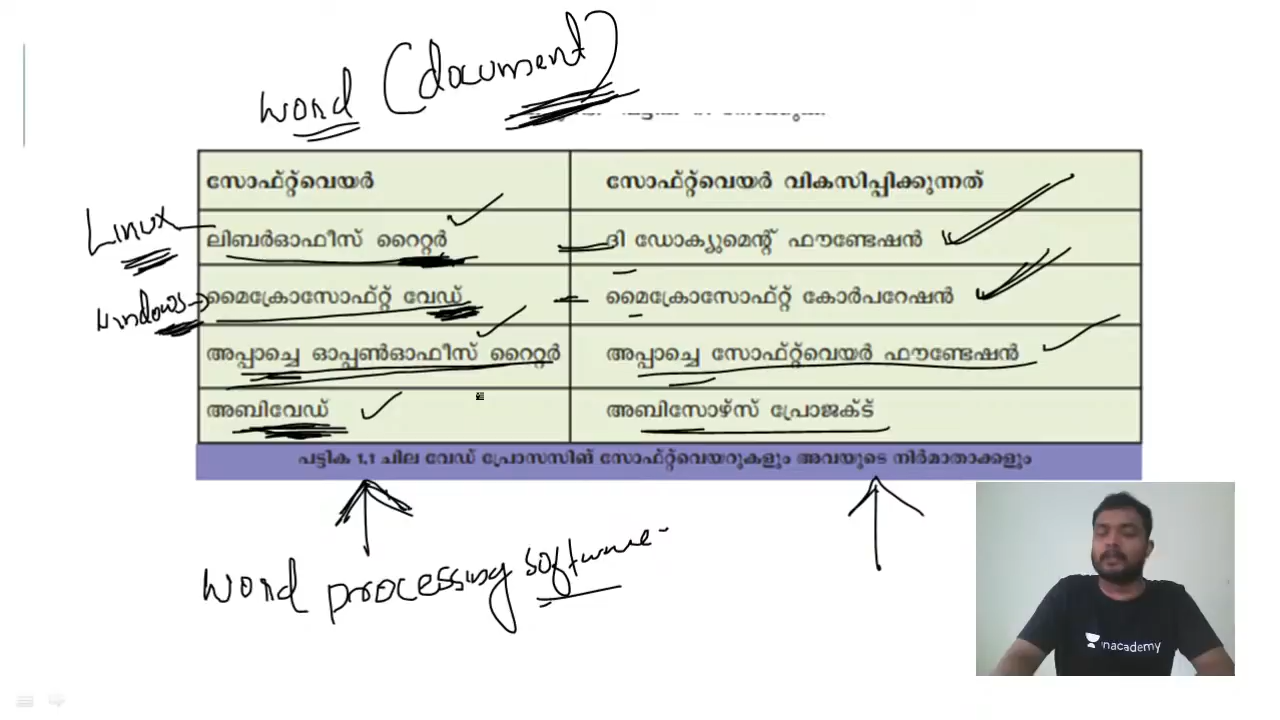 word (document)
സോഫ്റ്റ്‌വെയർ സോഫ്റ്റ്‌വെയർ വികസിപ്പിക്കുന്നത്
Linux
ലിബർഓഫീസ് റൈറ്റർ ദി ഡോക്യുമെന്റ് ഫൗണ്ടേഷൻ
Windows
മൈക്രോസോഫ്റ്റ് വേഡ് മൈക്രോസോഫ്റ്റ് കോർപറേഷൻ
അപ്പാച്ചെ ഓപ്പൺഓഫീസ് റൈറ്റർ അപ്പാച്ചെ സോഫ്റ്റ്‌വെയർ ഫൗണ്ടേഷൻ
അബിവേഡ് അബിസോഴ്സ് പ്രോജക്ട്
പട്ടിക 1.1 ചില വേഡ് പ്രോസസിങ് സോഫ്റ്റ്‌വെയറുകളും അവയുടെ നിർമാതാക്കളും
word processing software
unacademy